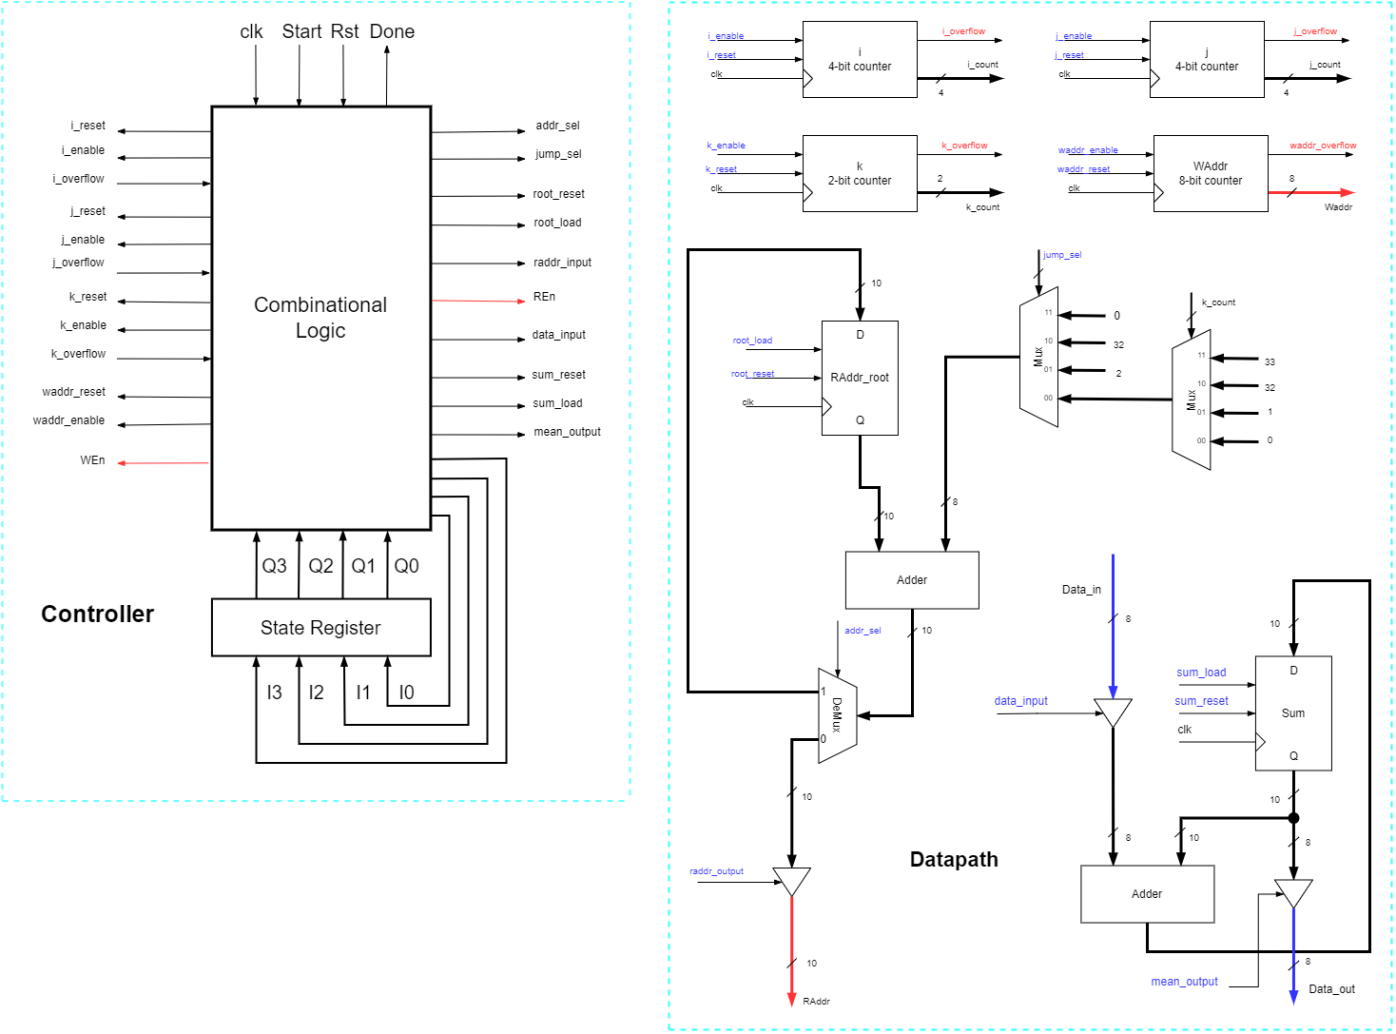 clk Start Rst Done
i_reset
i_enable
i_overflow
j_reset
j_enable
j_overflow
k_reset
k_enable
k_overflow
waddr_reset
waddr_enable
WEn
Combinational
Logic
addr_sel
jump_sel
root_reset
root_load
raddr_input
REn
data_input
sum_reset
sum_load
mean_output
Q3 Q2 Q1 Q0
Controller
State Register
I3 I2 I1 I0
i_enable
i_reset
clk
i
4-bit counter
i_overflow
i_count
4
j_enable
j_reset
clk
j
4-bit counter
j_overflow
j_count
4
k_enable
k_reset
clk
k
2-bit counter
k_overflow
2
k_count
waddr_enable
waddr_reset
clk
WAddr
8-bit counter
waddr_overflow
8
Waddr
10
D
root_load
root_reset
clk
RAddr_root
Q
10
jump_sel
Mux
11 0
10 32
01 2
00
k_count
Mux
11 33
10 32
01 1
00 0
8
Adder
10
addr_sel
1
DeMux
0
10
raddr_output
10
RAddr
Data_in
8
data_input
8
10
D
sum_load
sum_reset
clk
Sum
Q
10
10
8
Datapath
Adder
mean_output
8
Data_out